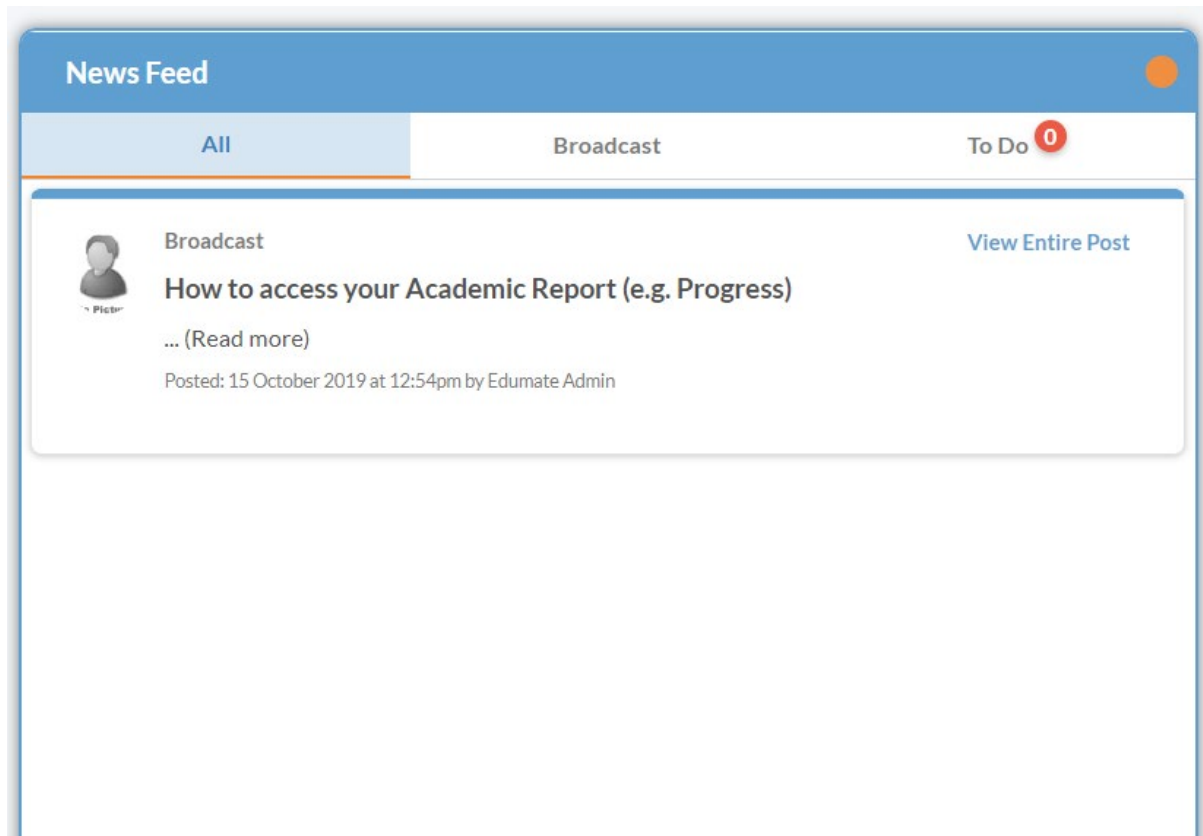 News Feed
All
Broadcast
To Do 0
Broadcast
View Entire Post
How to access your Academic Report (e.g. Progress)
... (Read more)
Posted: 15 October 2019 at 12:54pm by Edumate Admin